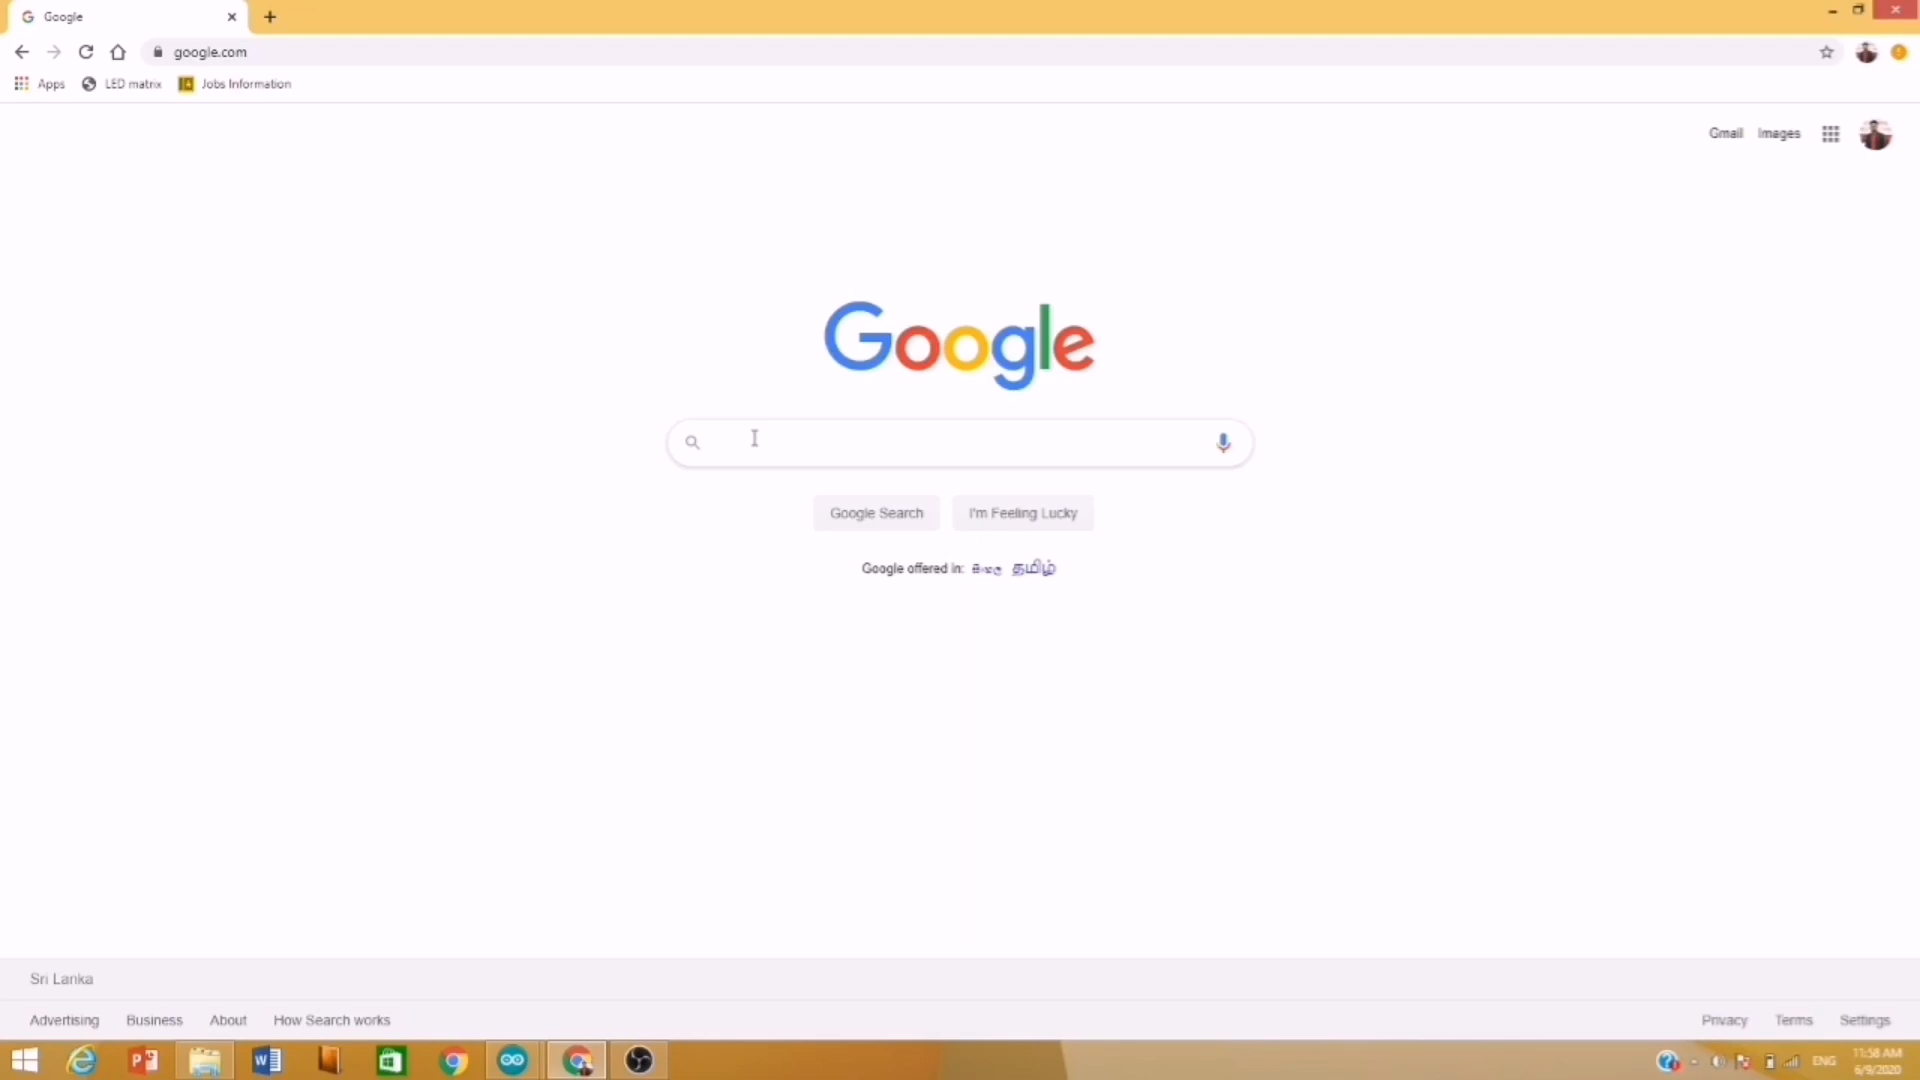 Google
google.com
Apps LED matrix Jobs Information
Gmail Images
Google
Google Search I'm Feeling Lucky
Google offered in: සිංහල தமிழ்
Sri Lanka
Advertising Business About How Search works
Privacy Terms Settings
ENG
11:58 AM
6/9/2020